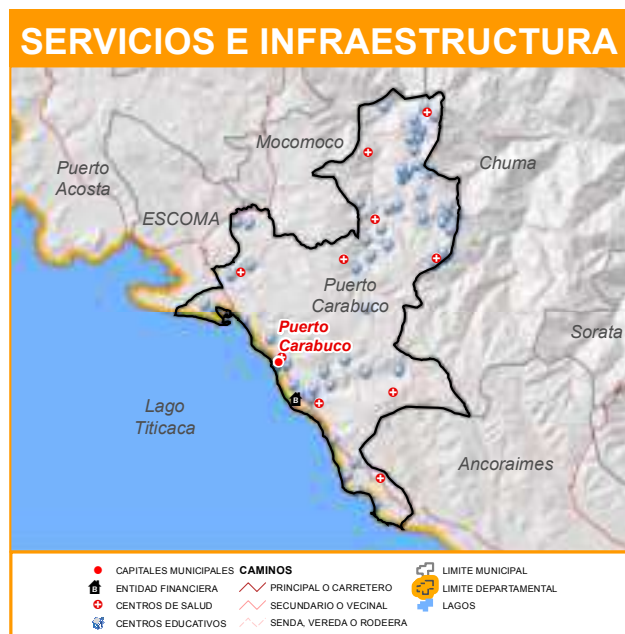 SERVICIOS E INFRAESTRUCTURA
Mocomoco
Chuma
Puerto
Acosta
ESCOMA
Puerto
Carabuco
Puerto
Carabuco
Sorata
B
Lago
Titicaca
Ancoraimes
CAPITALES MUNICIPALES
B ENTIDAD FINANCIERA
CENTROS DE SALUD
CENTROS EDUCATIVOS
CAMINOS
PRINCIPAL O CARRETERO
SECUNDARIO O VECINAL
SENDA, VEREDA O RODEERA
LIMITE MUNICIPAL
LIMITE DEPARTAMENTAL
LAGOS